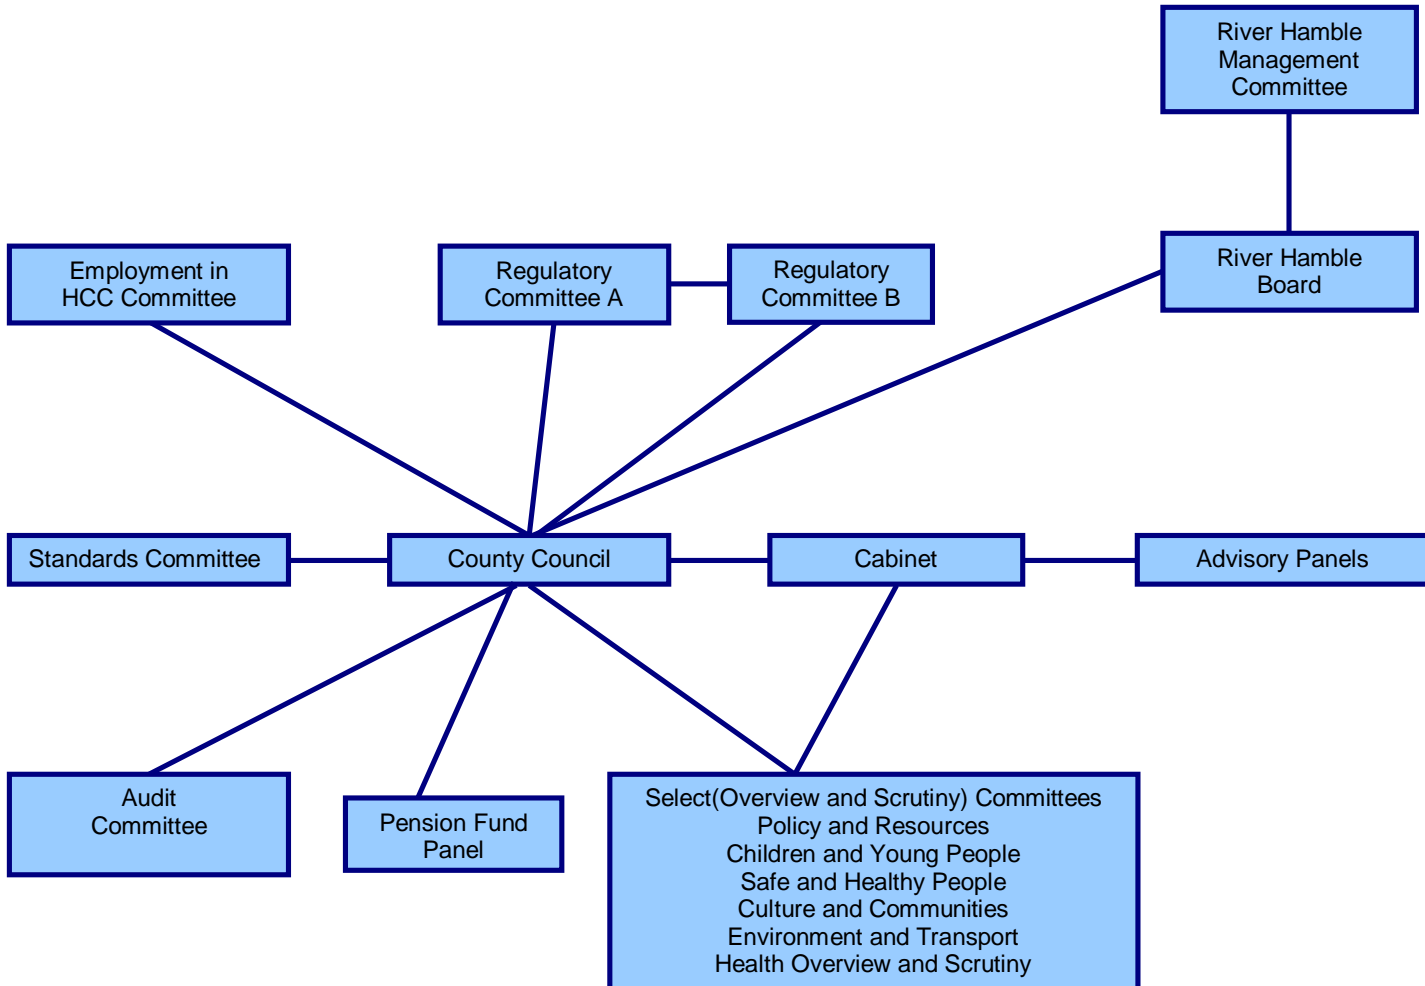 River Hamble
Management
Committee
Employment in
HCC Committee
Regulatory
Committee A
Regulatory
Committee B
River Hamble
Board
Standards Committee
County Council
Cabinet
Advisory Panels
Audit
Committee
Pension Fund
Panel
Select(Overview and Scrutiny) Committees
Policy and Resources
Children and Young People
Safe and Healthy People
Culture and Communities
Environment and Transport
Health Overview and Scrutiny